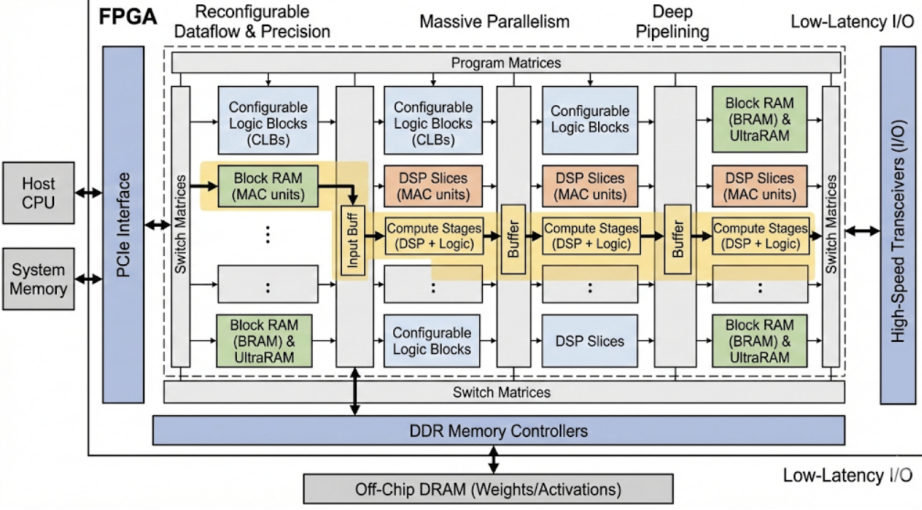 FPGA
Reconfigurable
Dataflow & Precision
Massive Parallelism
Deep
Pipelining
Low-Latency I/O
Program Matrices
Host
CPU
System
Memory
PCIe Interface
Switch Matrices
Configurable
Logic Blocks
(CLBs)
Block RAM
(MAC units)
Block RAM
(BRAM) &
UltraRAM
Input Buff
Configurable
Logic Blocks
(CLBs)
DSP Slices
(MAC units)
Compute Stages
(DSP + Logic)
Configurable
Logic Blocks
Buffer
Configurable
Logic Blocks
DSP Slices
(MAC units)
Compute Stages
(DSP + Logic)
DSP Slices
Buffer
Block RAM
(BRAM) &
UltraRAM
DSP Slices
(MAC units)
Compute Stages
(DSP + Logic)
Block RAM
(BRAM) &
UltraRAM
Switch Matrices
High-Speed Transceivers (I/O)
Switch Matrices
DDR Memory Controllers
Low-Latency I/O
Off-Chip DRAM (Weights/Activations)